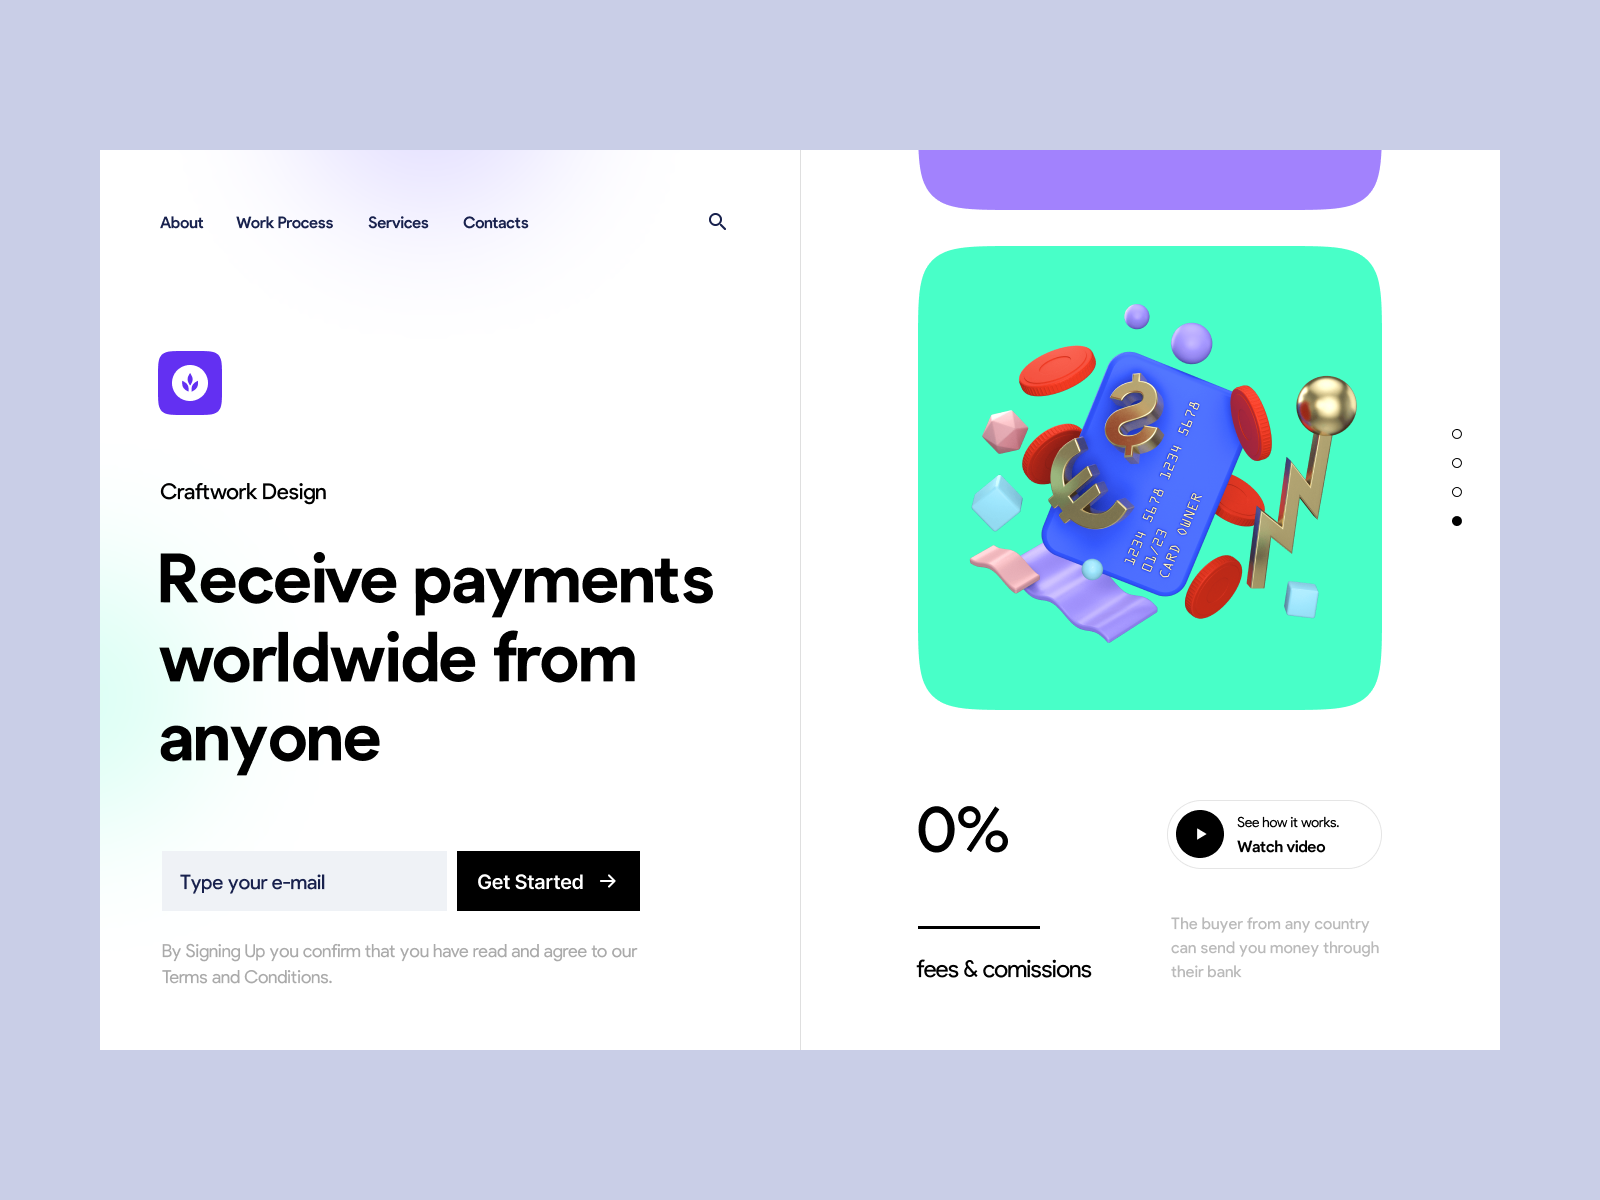 About
Work Process
Services
Contacts
Craftwork Design
Receive payments
worldwide from
anyone
Type your e-mail
Get Started
By Signing Up you confirm that you have read and agree to our
Terms and Conditions.
1234 5678 1234 5678
01/23
CARD OWNER
0%
fees & comissions
See how it works.
Watch video
The buyer from any country
can send you money through
their bank